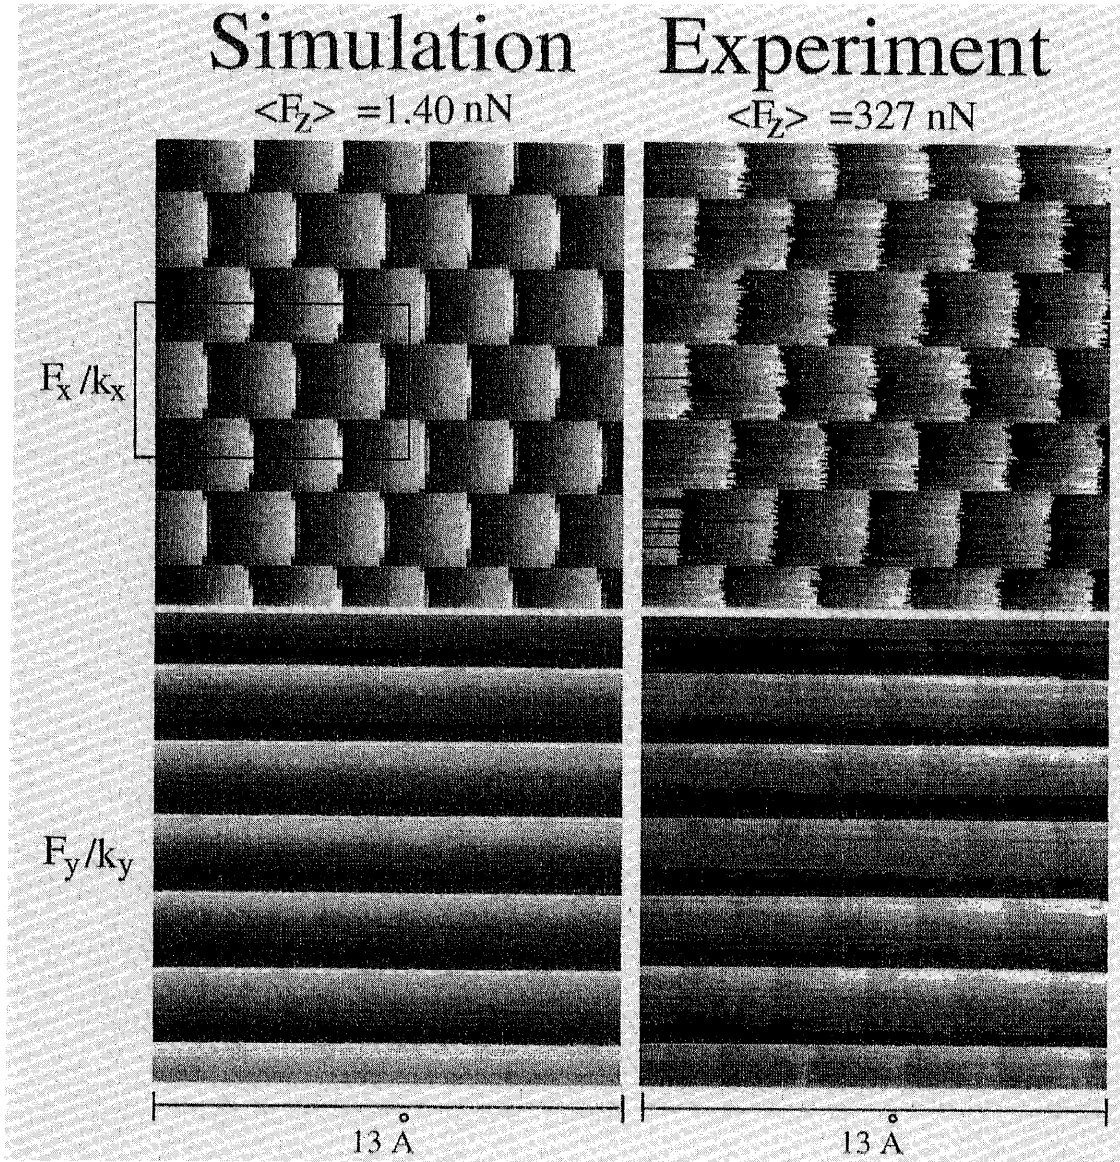 Simulation Experiment
<F_z> =1.40 nN <F_z> =327 nN
F_x/k_x
F_y/k_y
13 Å 13 Å